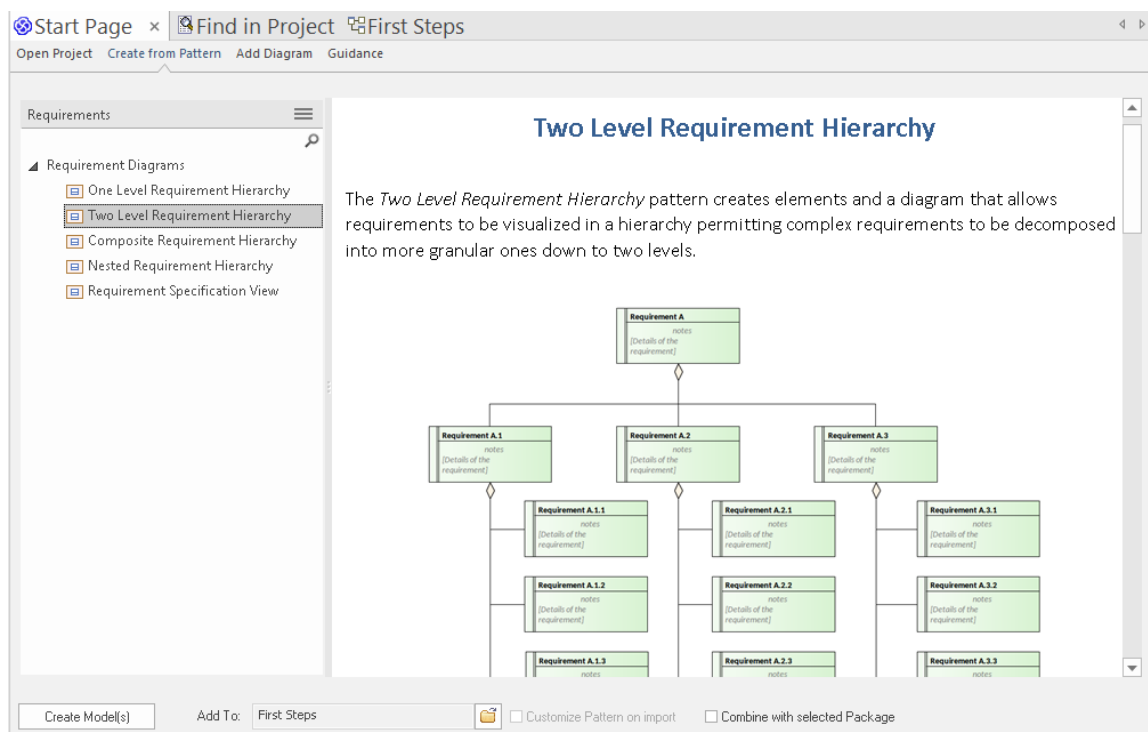 Start Page × Find in Project First Steps
Open Project Create from Pattern Add Diagram Guidance
Requirements
Requirement Diagrams
One Level Requirement Hierarchy
Two Level Requirement Hierarchy
Composite Requirement Hierarchy
Nested Requirement Hierarchy
Requirement Specification View
Two Level Requirement Hierarchy
The Two Level Requirement Hierarchy pattern creates elements and a diagram that allows
requirements to be visualized in a hierarchy permitting complex requirements to be decomposed
into more granular ones down to two levels.
Requirement A
notes
[Details of the
requirement]
Requirement A.1
notes
[Details of the
requirement]
Requirement A.2
notes
[Details of the
requirement]
Requirement A.3
notes
[Details of the
requirement]
Requirement A.1.1
notes
[Details of the
requirement]
Requirement A.2.1
notes
[Details of the
requirement]
Requirement A.3.1
notes
[Details of the
requirement]
Requirement A.1.2
notes
[Details of the
requirement]
Requirement A.2.2
notes
[Details of the
requirement]
Requirement A.3.2
notes
[Details of the
requirement]
Requirement A.1.3
notes
Requirement A.2.3
notes
Requirement A.3.3
notes
Create Model(s) Add To: First Steps Customize Pattern on import Combine with selected Package